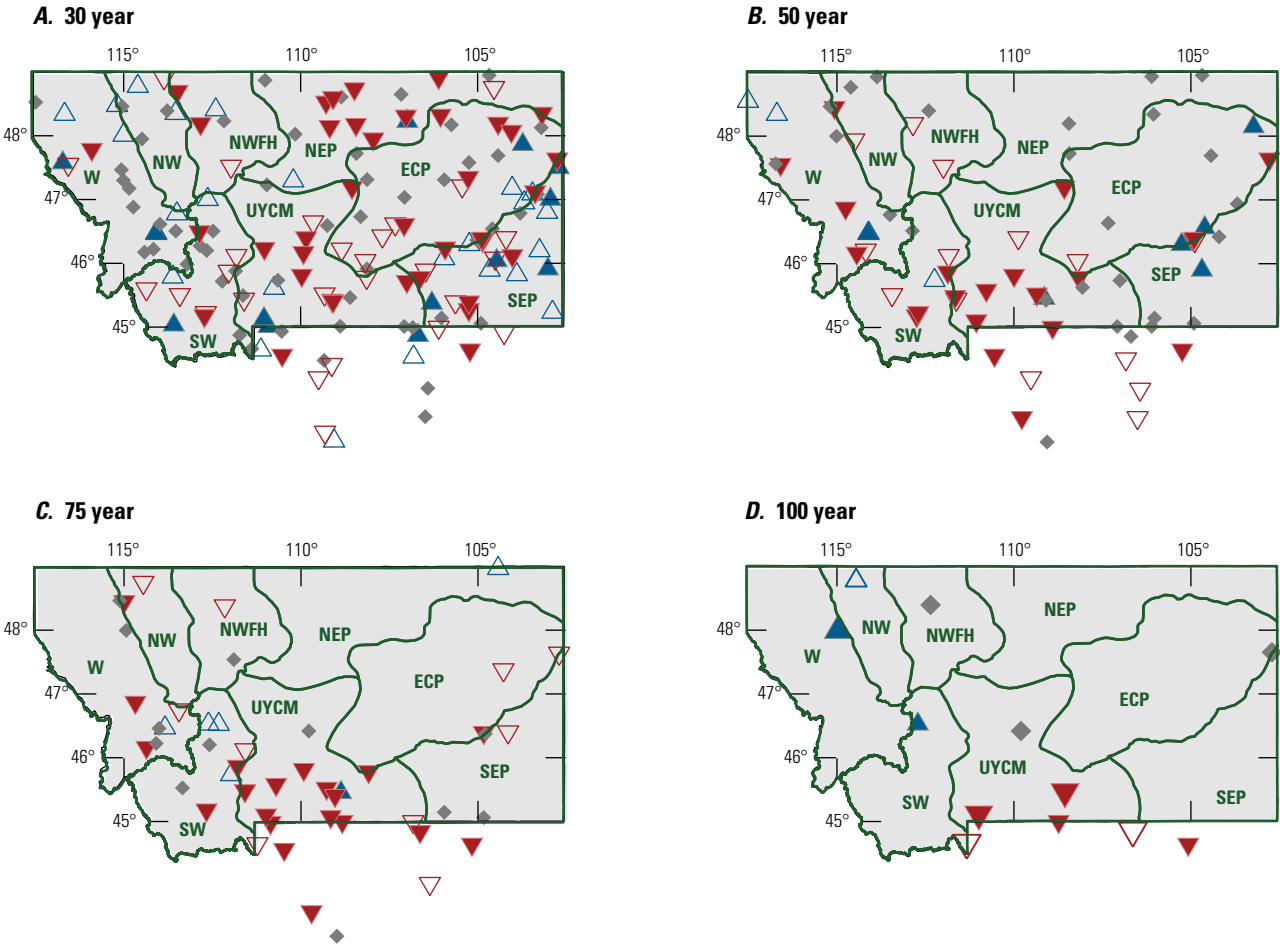 A. 30 year
115° 110° 105°
48°
47°
46°
45°
W
NW
NWFH
NEP
ECP
UYCM
SW
SEP
B. 50 year
115° 110° 105°
48°
47°
46°
45°
W
NW
NWFH
NEP
ECP
UYCM
SW
SEP
C. 75 year
115° 110° 105°
48°
47°
46°
45°
W
NW
NWFH
NEP
ECP
UYCM
SW
SEP
D. 100 year
115° 110° 105°
48°
47°
46°
45°
W
NW
NWFH
NEP
ECP
UYCM
SW
SEP